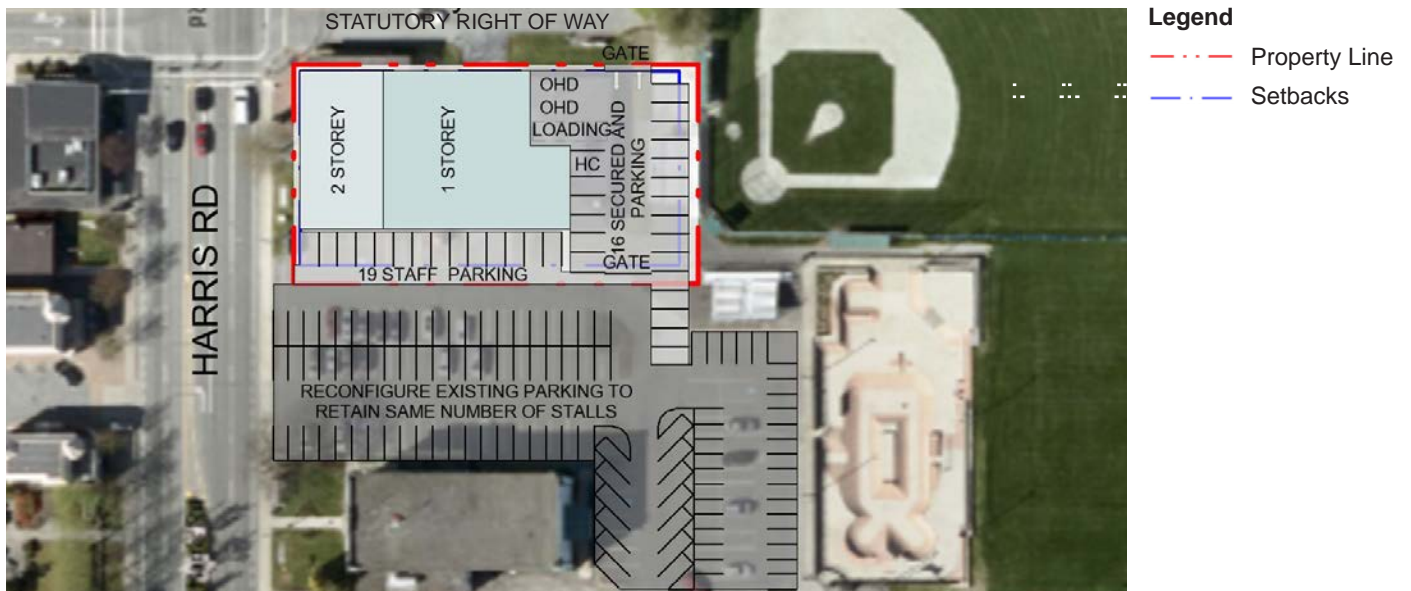 STATUTORY RIGHT OF WAY
GATE
OHD
OHD
LOADING
HC
2 STOREY
1 STOREY
16 SECURED AND
PARKING
GATE
19 STAFF PARKING
HARRIS RD
RECONFIGURE EXISTING PARKING TO
RETAIN SAME NUMBER OF STALLS
Legend
Property Line
Setbacks